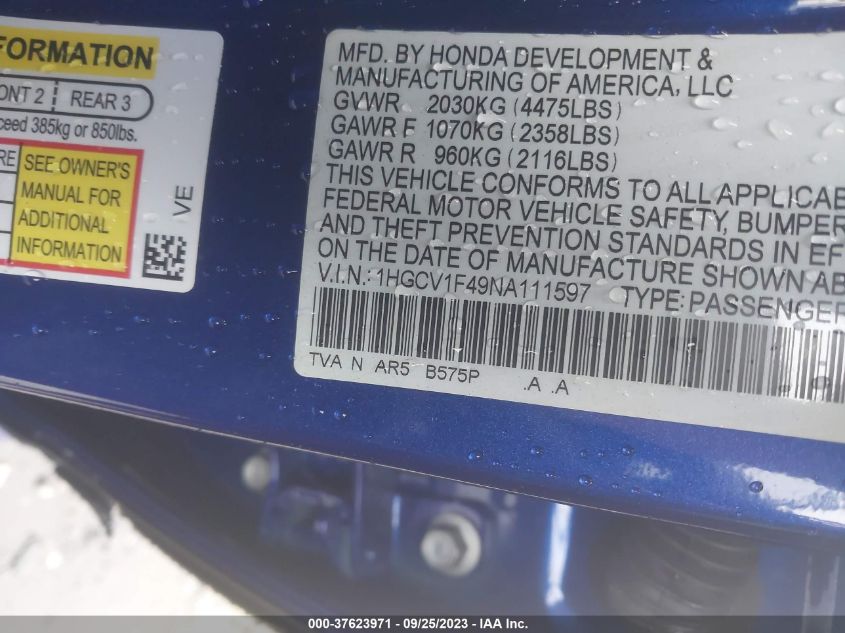 FORMATION
ONT 2 REAR 3
ceed 385kg or 850lbs.
RE
SEE OWNER'S
MANUAL FOR
ADDITIONAL
INFORMATION
VE
MFD. BY HONDA DEVELOPMENT &
MANUFACTURING OF AMERICA, LLC
GVWR 2030KG (4475LBS)
GAWR F 1070KG (2358LBS)
GAWR R 960KG (2116LBS)
THIS VEHICLE CONFORMS TO ALL APPLICABL
FEDERAL MOTOR VEHICLE SAFETY, BUMPER
AND THEFT PREVENTION STANDARDS IN EF
ON THE DATE OF MANUFACTURE SHOWN AB
V.I.N.: 1HGCV1F49NA111597 TYPE: PASSENGER
TVA N AR5 B575P .A .A
000-37623971 - 09/25/2023 - IAA Inc.